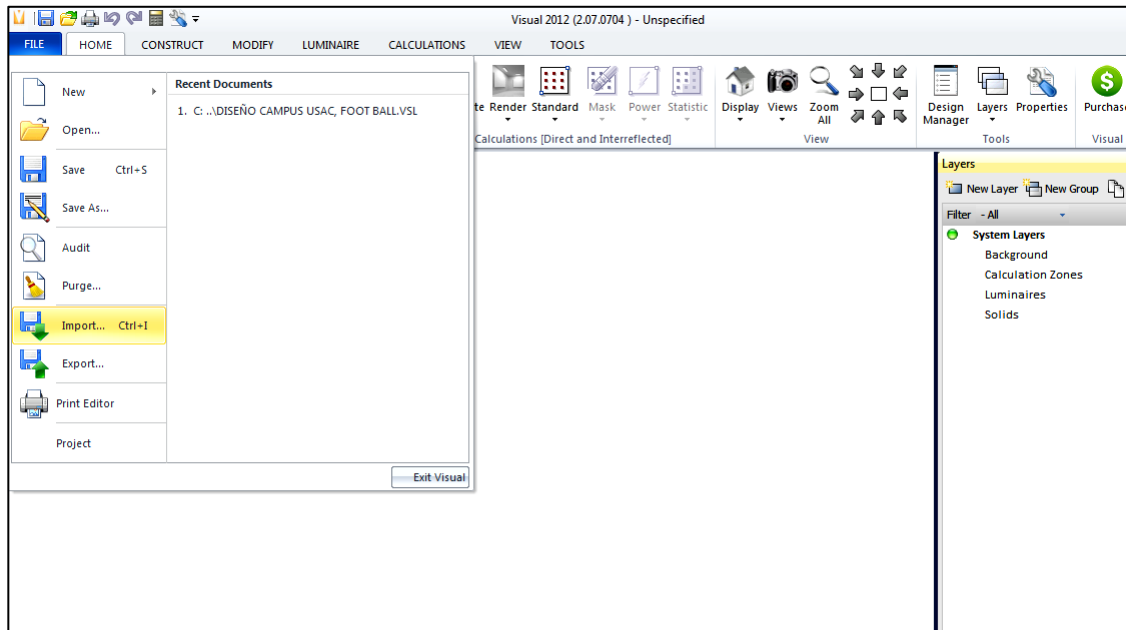 Visual 2012 (2.07.0704 ) - Unspecified
FILE HOME CONSTRUCT MODIFY LUMINAIRE CALCULATIONS VIEW TOOLS
New
Open...
Save Ctrl+S
Save As...
Audit
Purge...
Import... Ctrl+I
Export...
Print Editor
Project
Recent Documents
1. C: ..\DISEÑO CAMPUS USAC, FOOT BALL.VSL
Exit Visual
te Render Standard Mask Power Statistic
Calculations [Direct and Interreflected]
Display Views Zoom All
View
Design Manager Layers Properties
Tools
Purchas
Visual
Layers
New Layer New Group
Filter - All
System Layers
Background
Calculation Zones
Luminaires
Solids